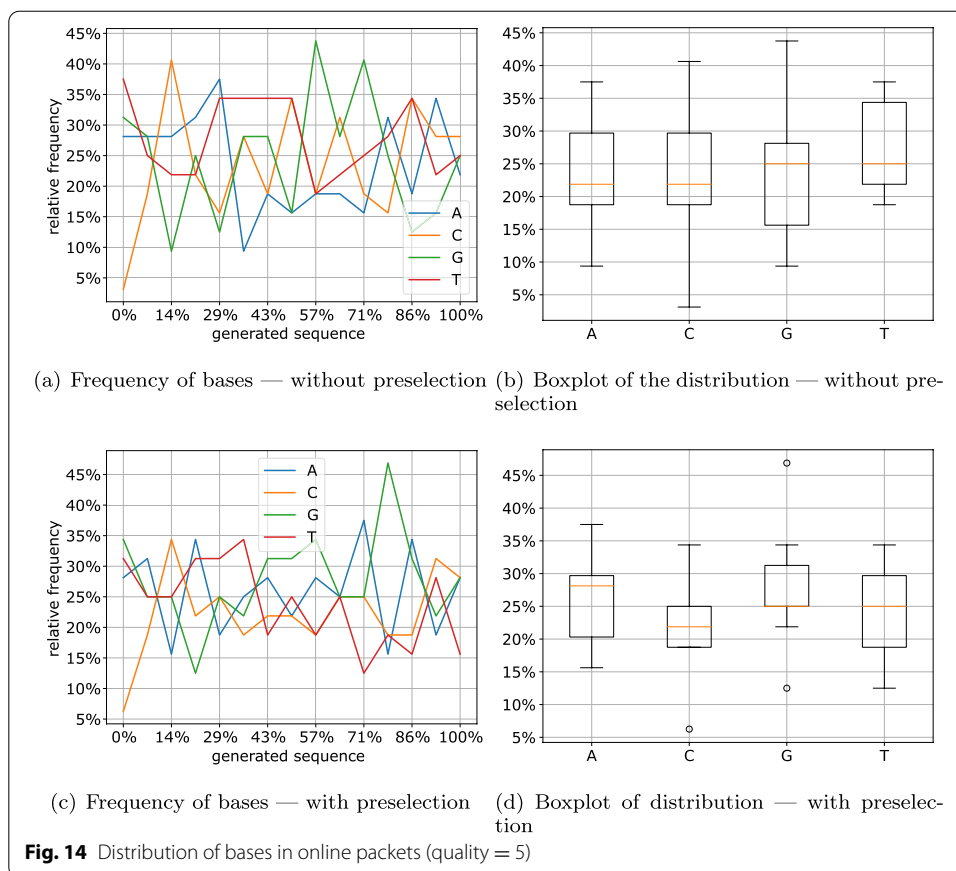 45%
40%
35%
30%
25%
20%
15%
10%
5%
relative frequency
0% 14% 29% 43% 57% 71% 86% 100%
generated sequence
A
C
G
T
45%
40%
35%
30%
25%
20%
15%
10%
5%
A C G T
(a) Frequency of bases — without preselection
(b) Boxplot of the distribution — without pre-
selection
45%
40%
35%
30%
25%
20%
15%
10%
5%
relative frequency
0% 14% 29% 43% 57% 71% 86% 100%
generated sequence
A
C
G
T
45%
40%
35%
30%
25%
20%
15%
10%
5%
A C G T
(c) Frequency of bases — with preselection
(d) Boxplot of distribution — with preselec-
tion
Fig. 14 Distribution of bases in online packets (quality = 5)